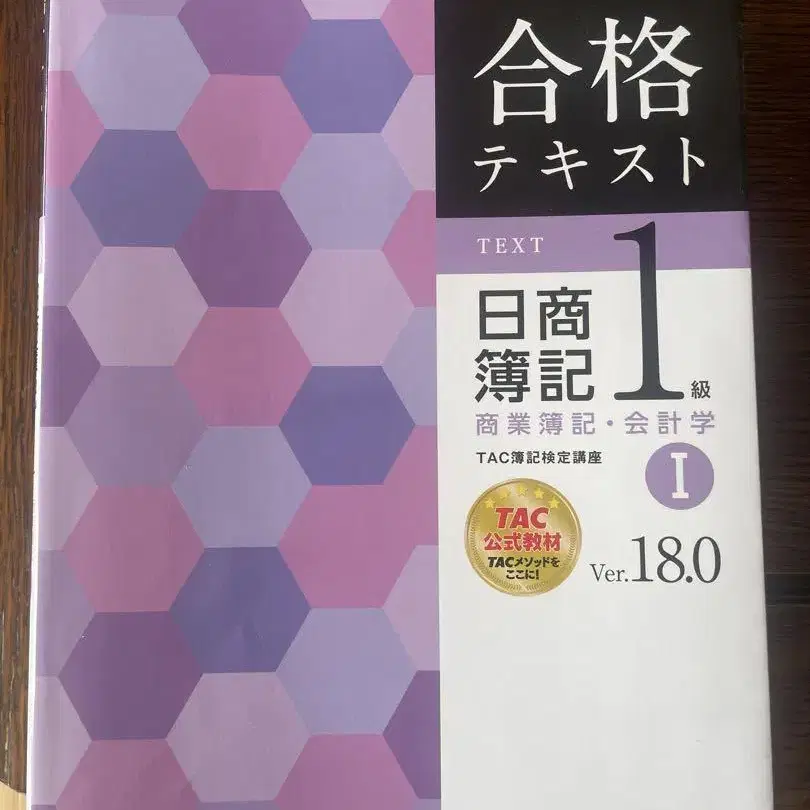 合格
テキスト
TEXT
日商
簿記
1級
商業簿記・会計学
TAC簿記検定講座
I
TAC
公式教材
TACメソッドを
ここに!
Ver.18.0